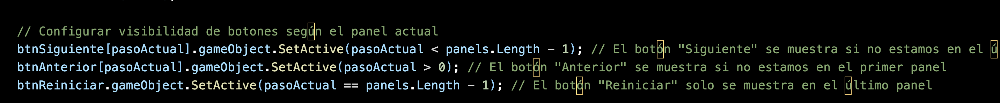 // Configurar visibilidad de botones según el panel actual
btnSiguiente[pasoActual].gameObject.SetActive(pasoActual < panels.Length - 1); // El botón "Siguiente" se muestra si no estamos en el ú
btnAnterior[pasoActual].gameObject.SetActive(pasoActual > 0); // El botón "Anterior" se muestra si no estamos en el primer panel
btnReiniciar.gameObject.SetActive(pasoActual == panels.Length - 1); // El botón "Reiniciar" solo se muestra en el último panel